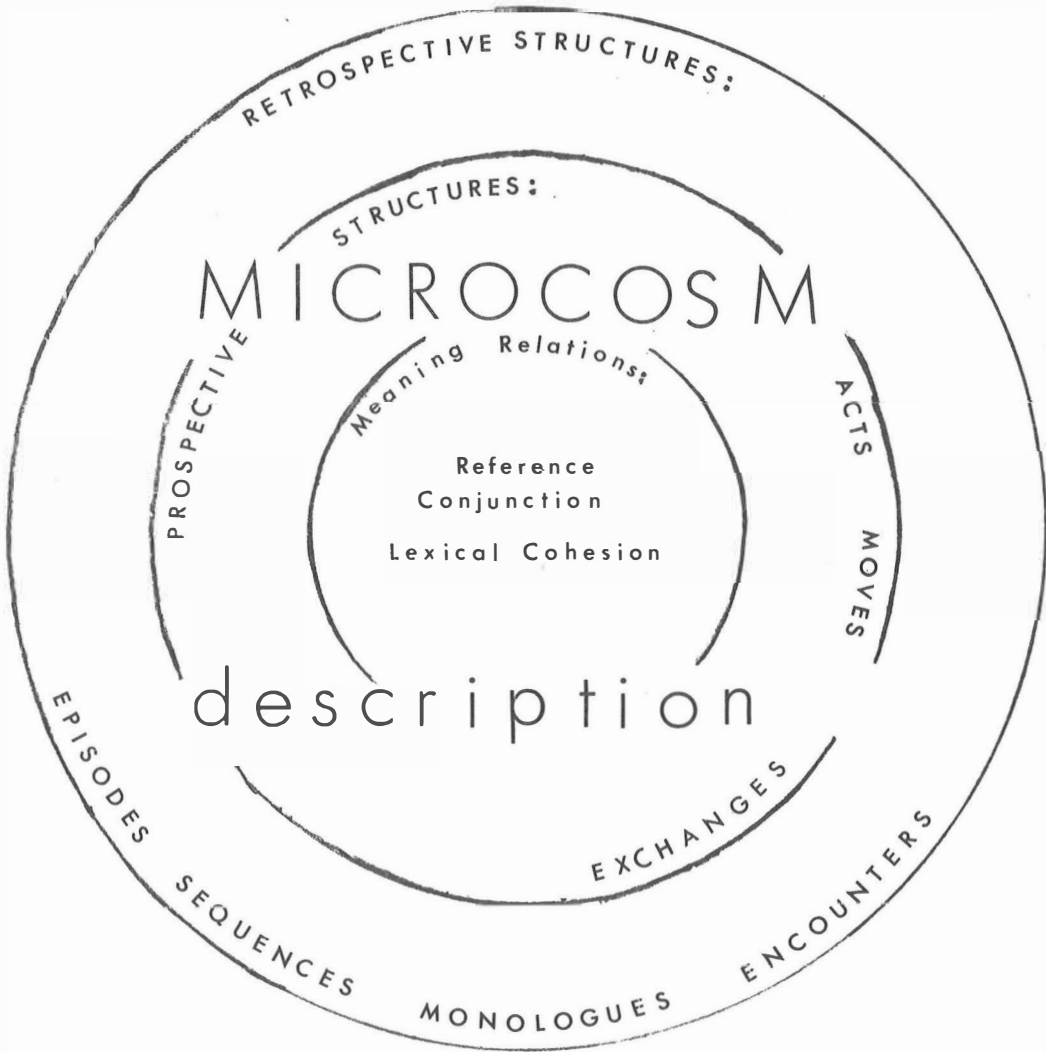 RETROSPECTIVE STRUCTURES:
PROSPECTIVE STRUCTURES:
MICROCOSM
Meaning Relations:
Reference
Conjunction
Lexical Cohesion
ACTS MOVES
description
EXCHANGES
EPISODES SEQUENCES MONOLOGUES ENCOUNTERS